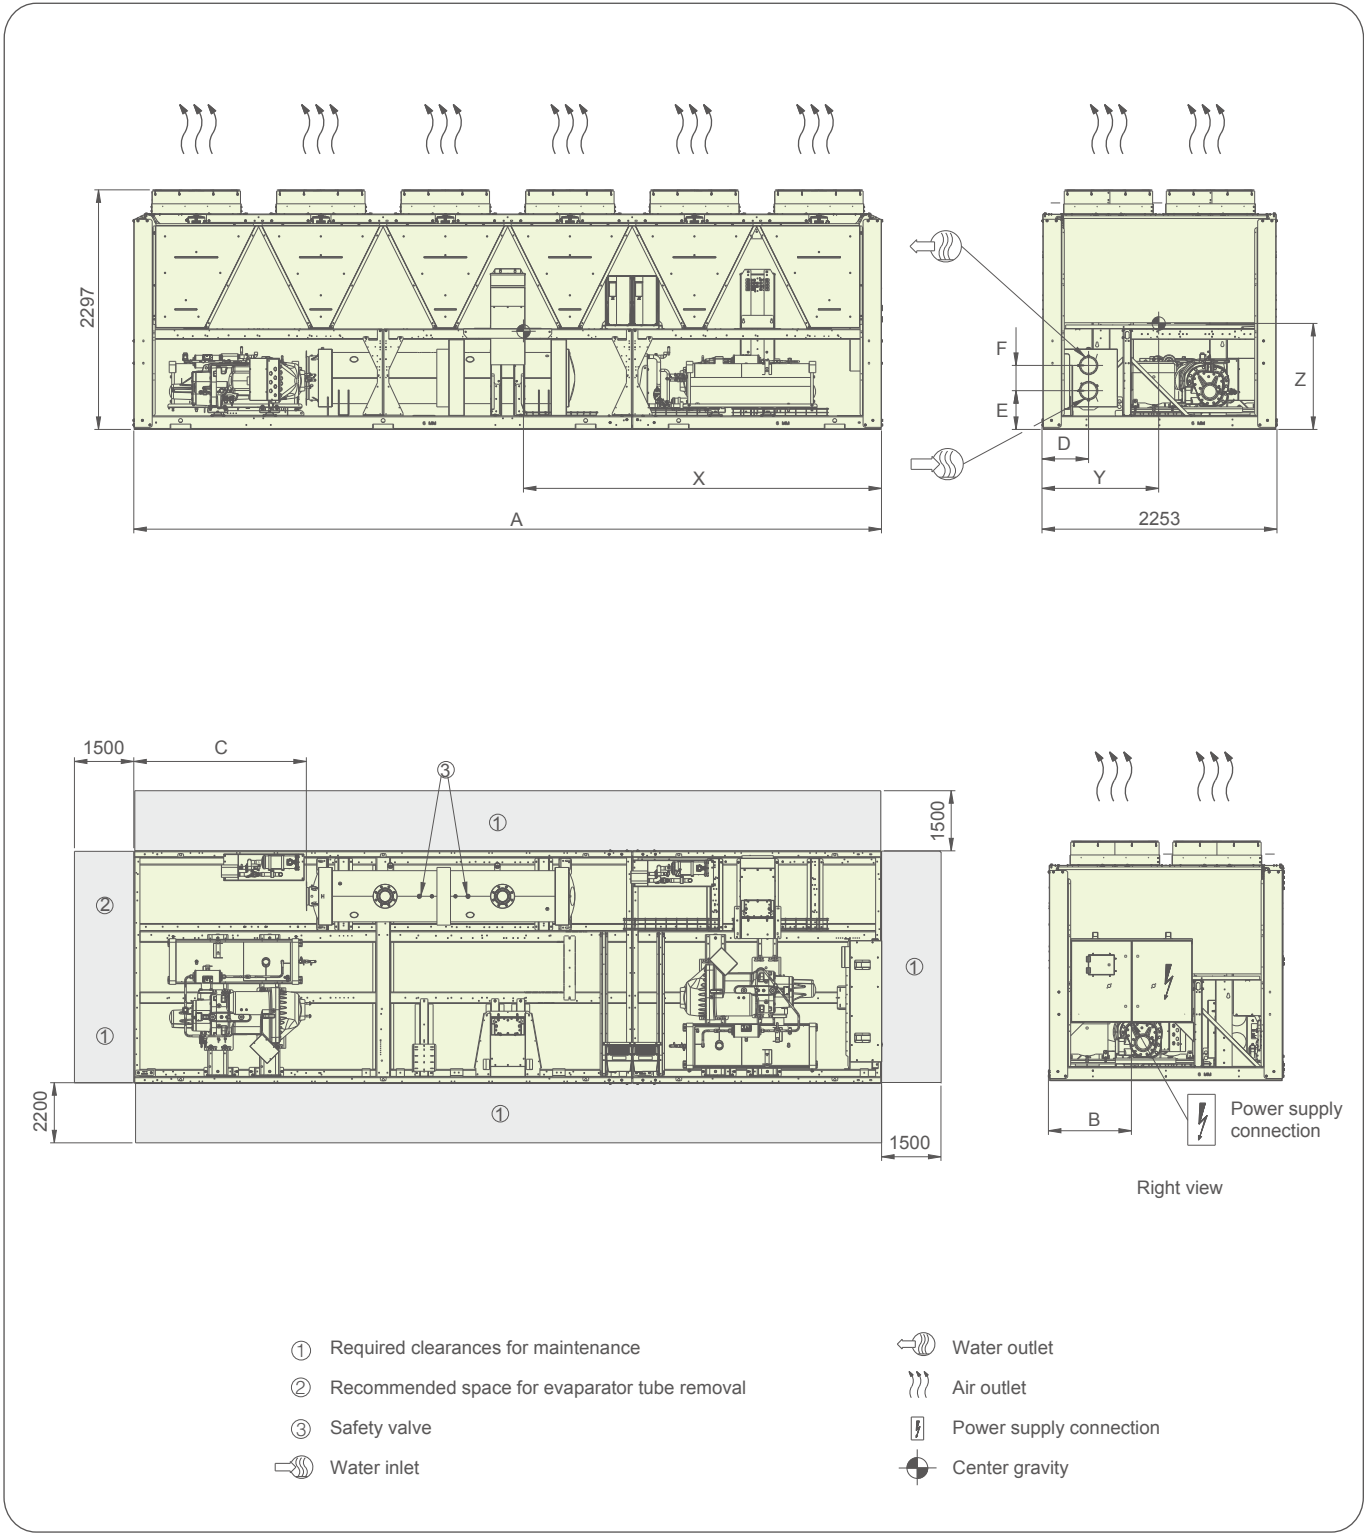 2297
F
E
Z
D
Y
X
A
2253
1500
C
③
1500
①
②
①
①
2200
①
1500
B
Power supply
connection
Right view
① Required clearances for maintenance
② Recommended space for evaparator tube removal
③ Safety valve
Water inlet
Water outlet
Air outlet
Power supply connection
Center gravity